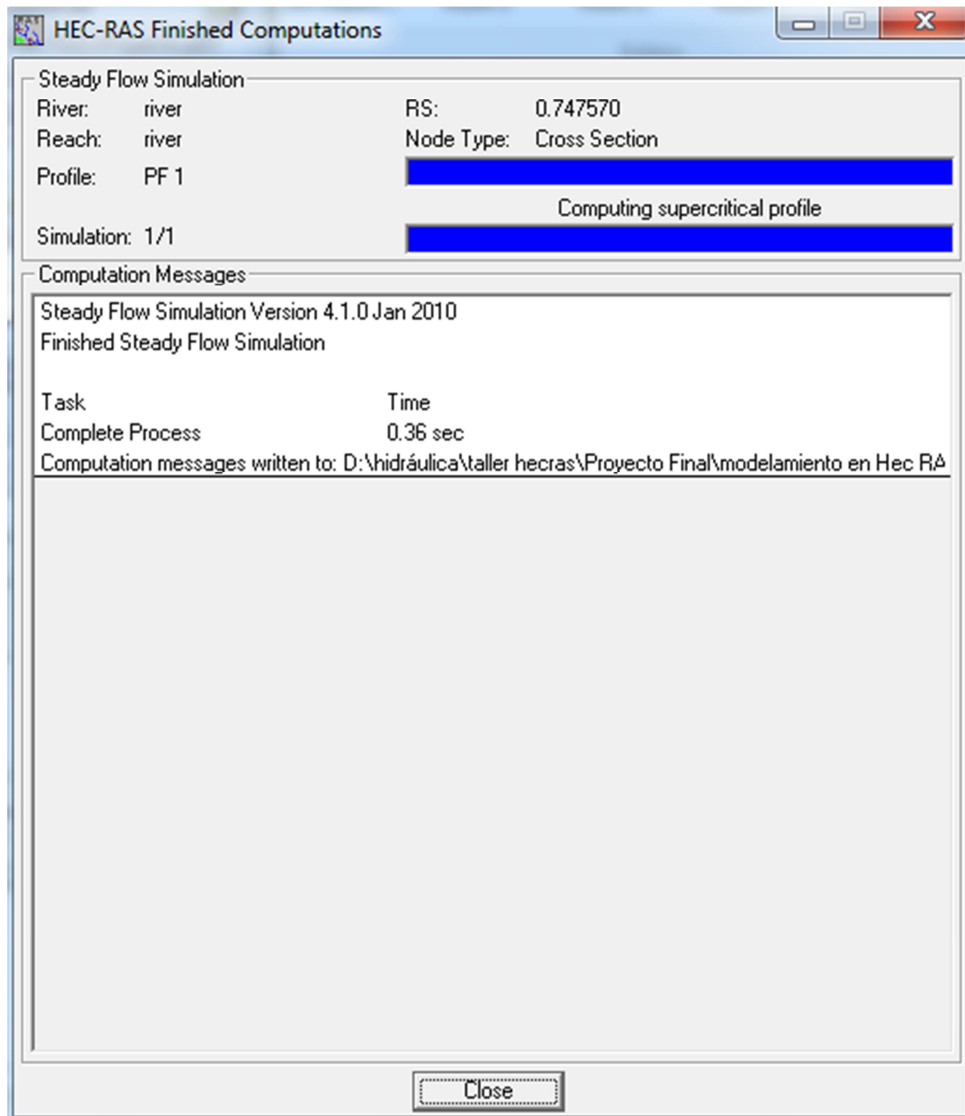 HEC-RAS Finished Computations
Steady Flow Simulation
River: river RS: 0.747570
Reach: river Node Type: Cross Section
Profile: PF 1
Computing supercritical profile
Simulation: 1/1
Computation Messages
Steady Flow Simulation Version 4.1.0 Jan 2010
Finished Steady Flow Simulation
Task Time
Complete Process 0.36 sec
Computation messages written to: D:\hidráulica\taller hecras\Proyecto Final\modelamiento en Hec RA
Close